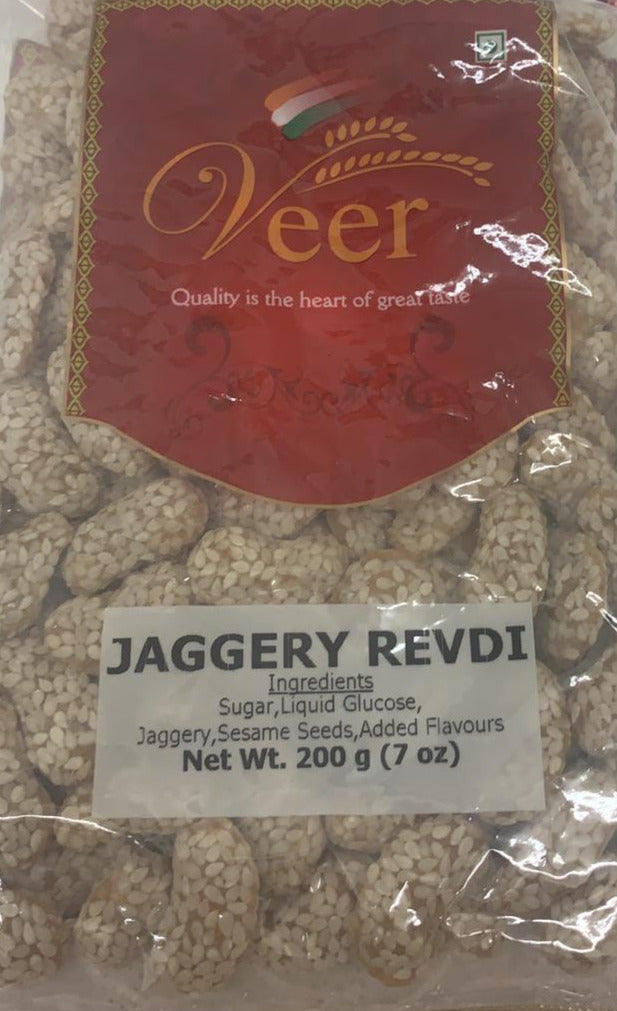 Veer
Quality is the heart of great taste
JAGGERY REVDI
Ingredients
Sugar,Liquid Glucose,
Jaggery,Sesame Seeds,Added Flavours
Net Wt. 200 g (7 oz)